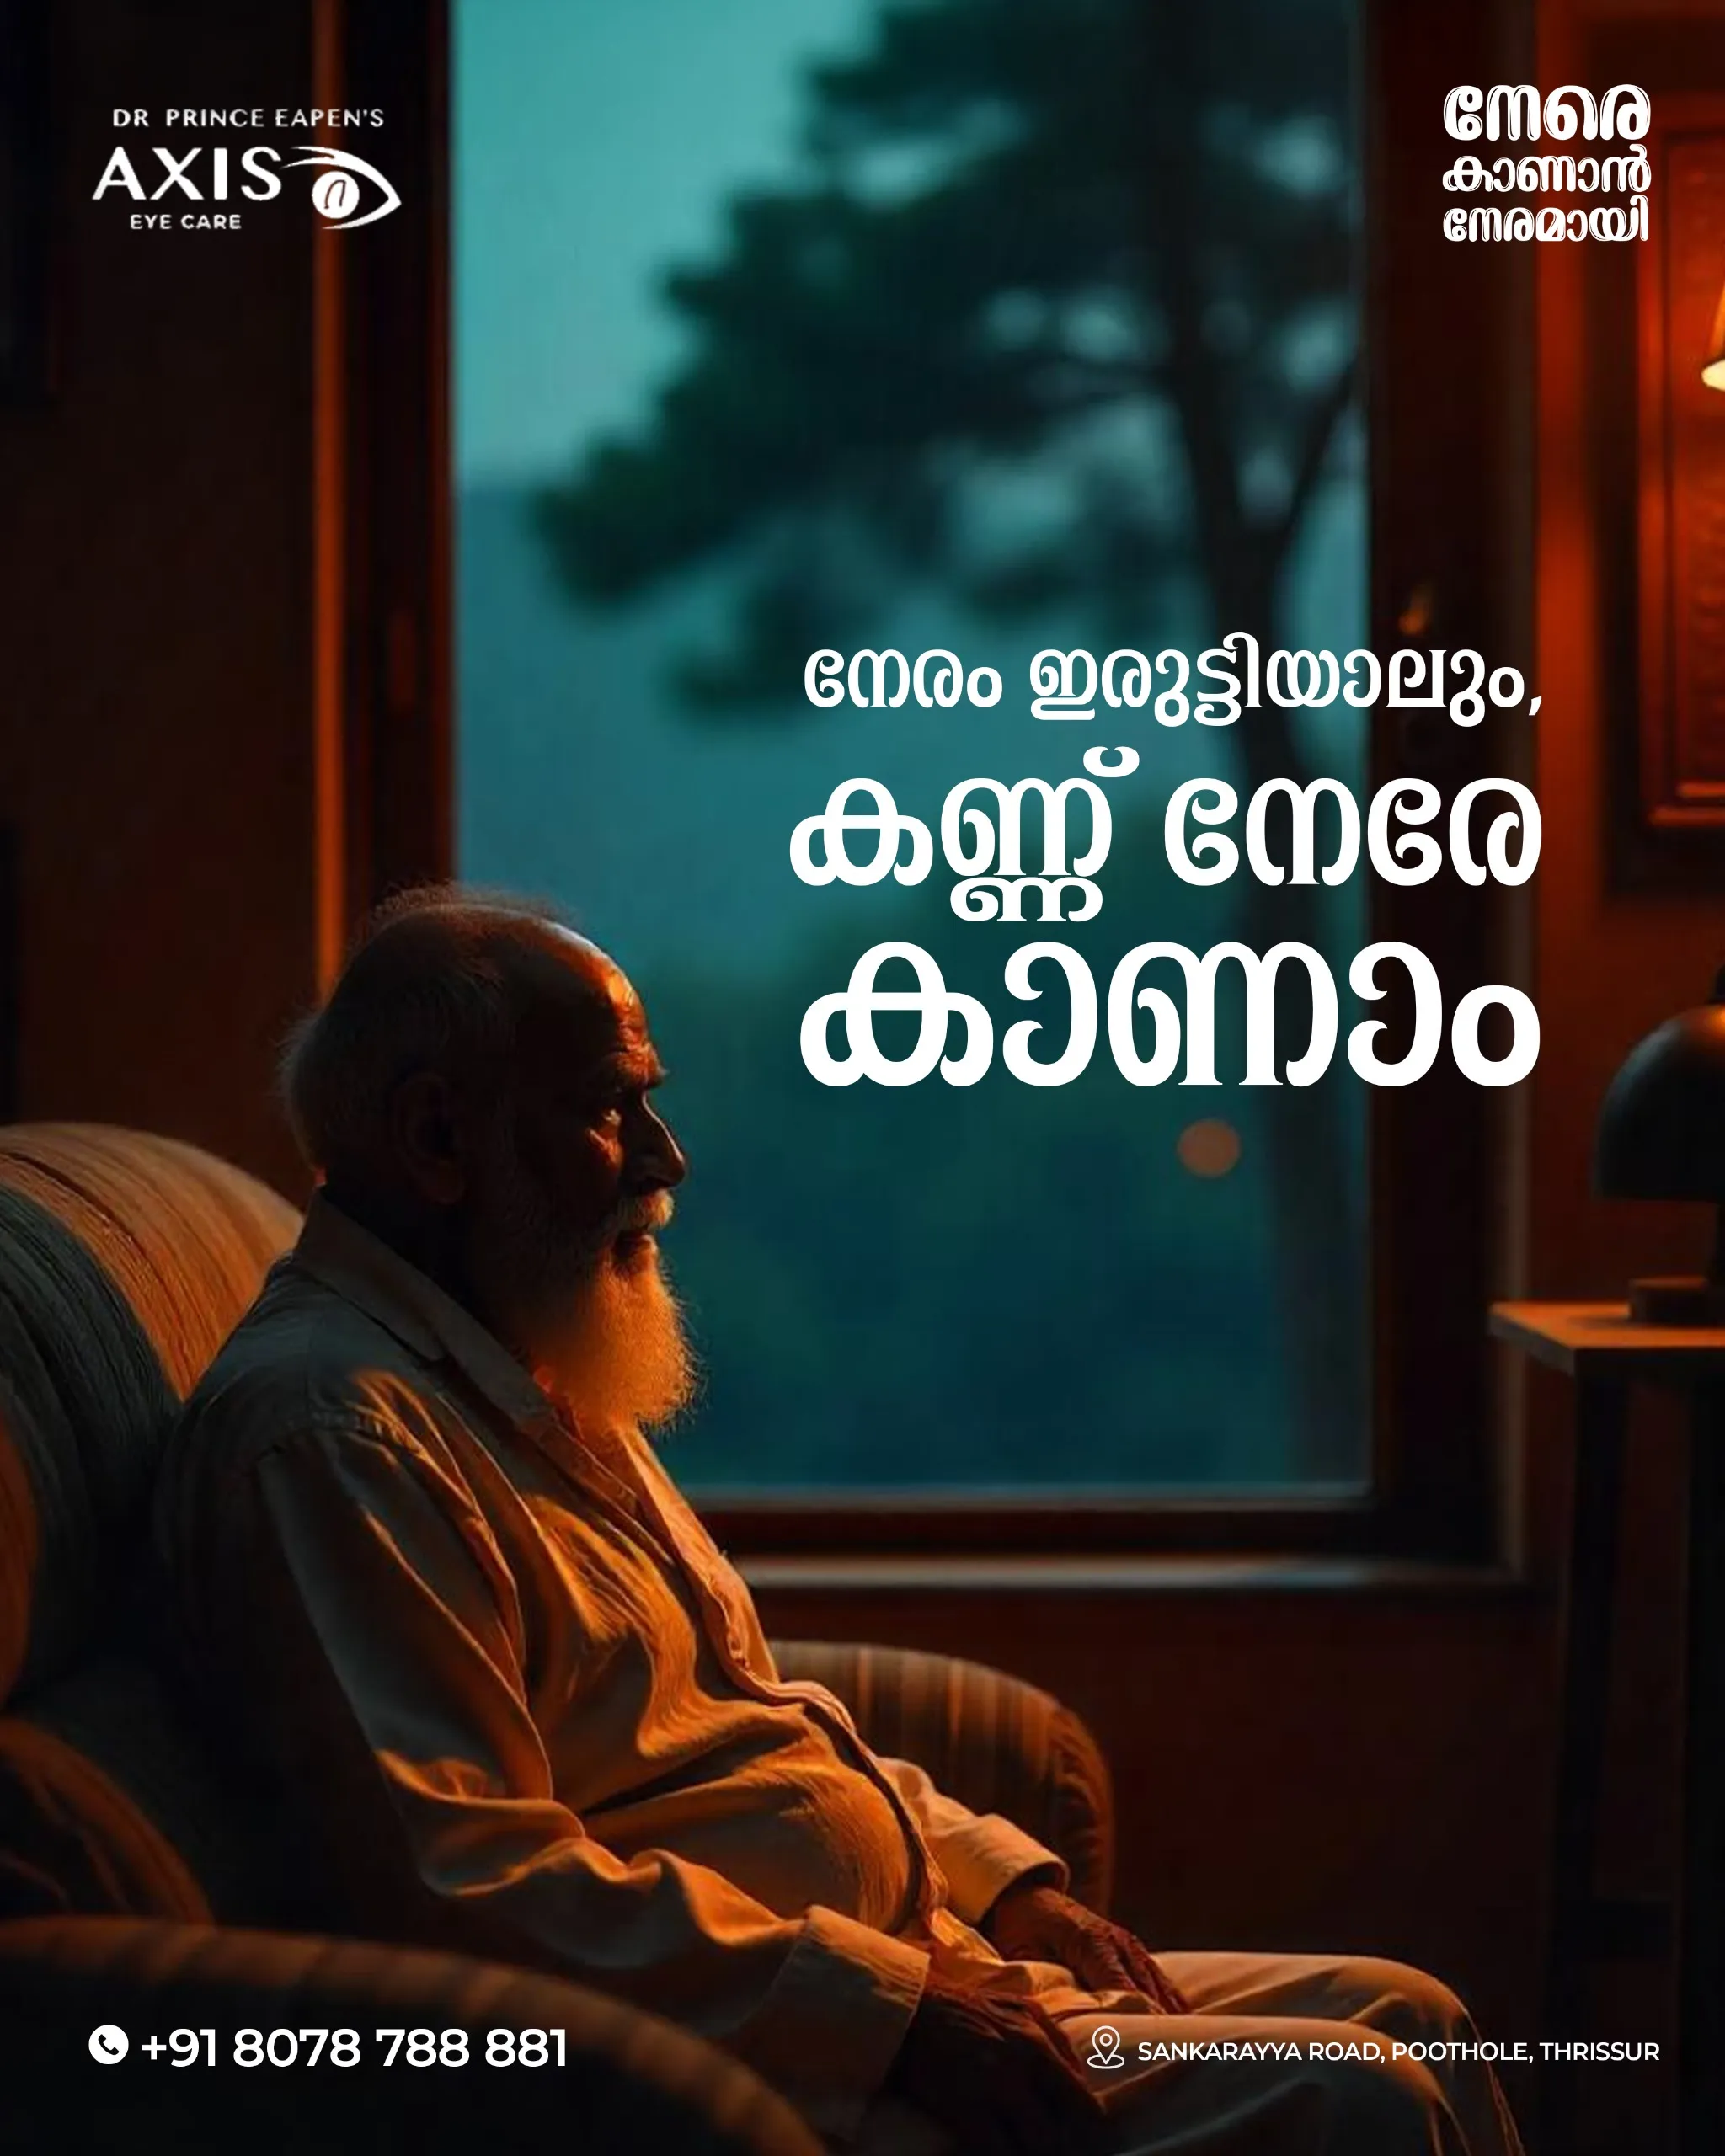 DR PRINCE EAPEN'S
AXIS
EYE CARE
നേരെ
കാണാൻ
നേരമായി
നേരം ഇരുട്ടിയാലും,
കണ്ണ് നേരേ
കാണാം
+91 8078 788 881
SANKARAYYA ROAD, POOTHOLE, THRISSUR